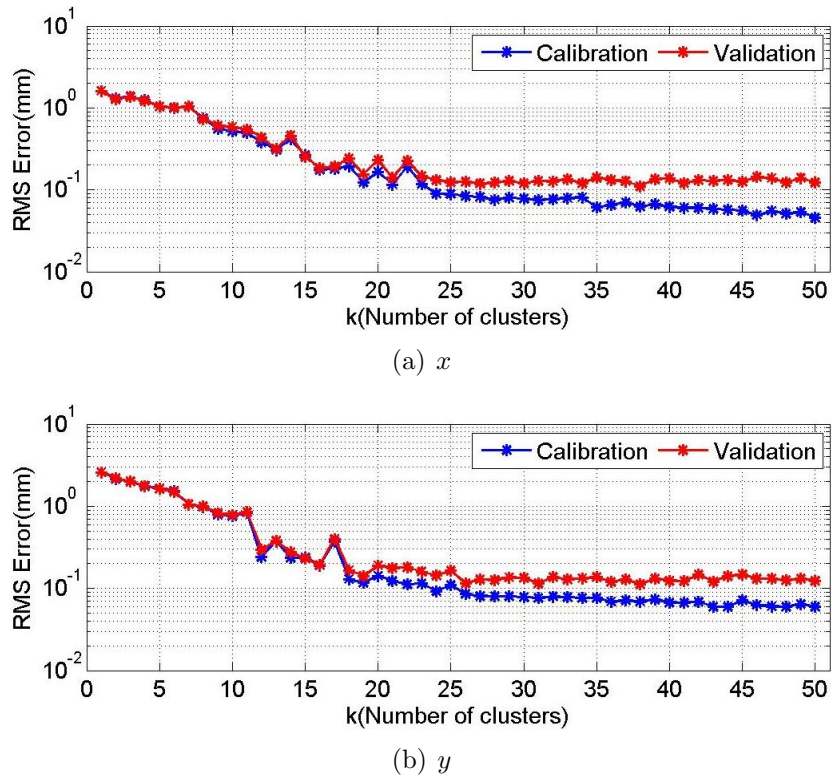 10^1
10^0
10^-1
10^-2
RMS Error(mm)
Calibration
Validation
0 5 10 15 20 25 30 35 40 45 50
k(Number of clusters)
(a) x
10^1
10^0
10^-1
10^-2
RMS Error(mm)
Calibration
Validation
0 5 10 15 20 25 30 35 40 45 50
k(Number of clusters)
(b) y